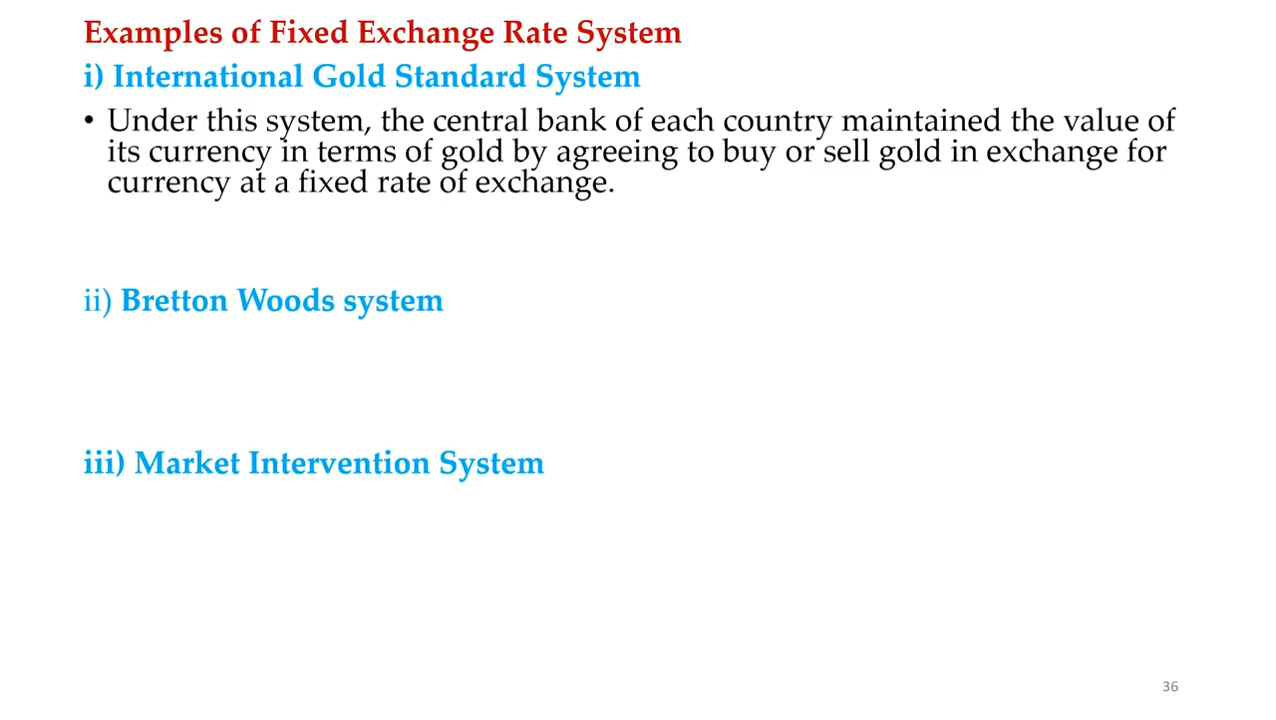 Examples of Fixed Exchange Rate System
i) International Gold Standard System
• Under this system, the central bank of each country maintained the value of
its currency in terms of gold by agreeing to buy or sell gold in exchange for
currency at a fixed rate of exchange.
ii) Bretton Woods system
iii) Market Intervention System
36